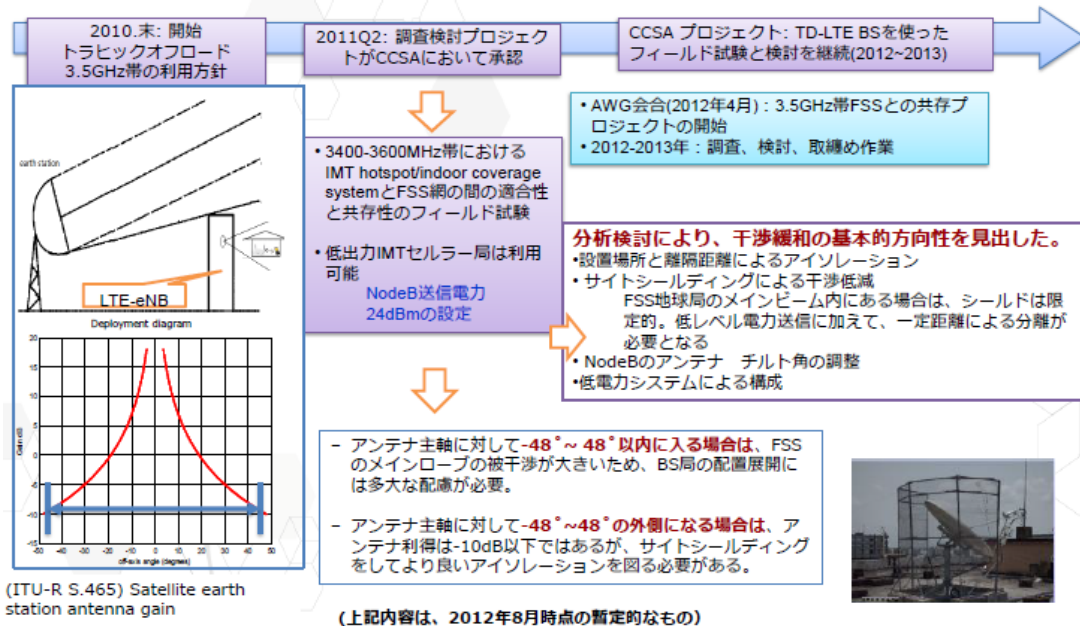 2010.末: 開始
トラヒックオフロード
3.5GHz帯の利用方針
2011Q2: 調査検討プロジェク
トがCCSAにおいて承認
CCSA プロジェクト: TD-LTE BSを使った
フィールド試験と検討を継続(2012~2013)
• AWG会合(2012年4月) : 3.5GHz帯FSSとの共存プ
ロジェクトの開始
• 2012-2013年 : 調査、検討、取纏め作業
earth station
LTE-eNB
Deployment diagram
• 3400-3600MHz帯における
IMT hotspot/indoor coverage
systemとFSS網の間の適合性
と共存性のフィールド試験
• 低出力IMTセルラー局は利用
可能
NodeB送信電力
24dBmの設定
分析検討により、干渉緩和の基本的方向性を見出した。
•設置場所と離隔距離によるアイソレーション
• サイトシールディングによる干渉低減
FSS地球局のメインビーム内にある場合は、シールドは限
定的。低レベル電力送信に加えて、一定距離による分離が
必要となる
• NodeBのアンテナ　チルト角の調整
•低電力システムによる構成
20
15
10
5
0
-5
-10
-15
Gain dB
-50 -40 -30 -20 -10 0 10 20 30 40 50
off-axis angle (degrees)
(ITU-R S.465) Satellite earth
station antenna gain
– アンテナ主軸に対して-48°~ 48°以内に入る場合は、FSS
のメインローブの被干渉が大きいため、BS局の配置展開に
は多大な配慮が必要。
– アンテナ主軸に対して-48°~48°の外側になる場合は、アン
テナ利得は-10dB以下ではあるが、サイトシールディング
をしてより良いアイソレーションを図る必要がある。
(上記内容は、2012年8月時点の暫定的なもの)